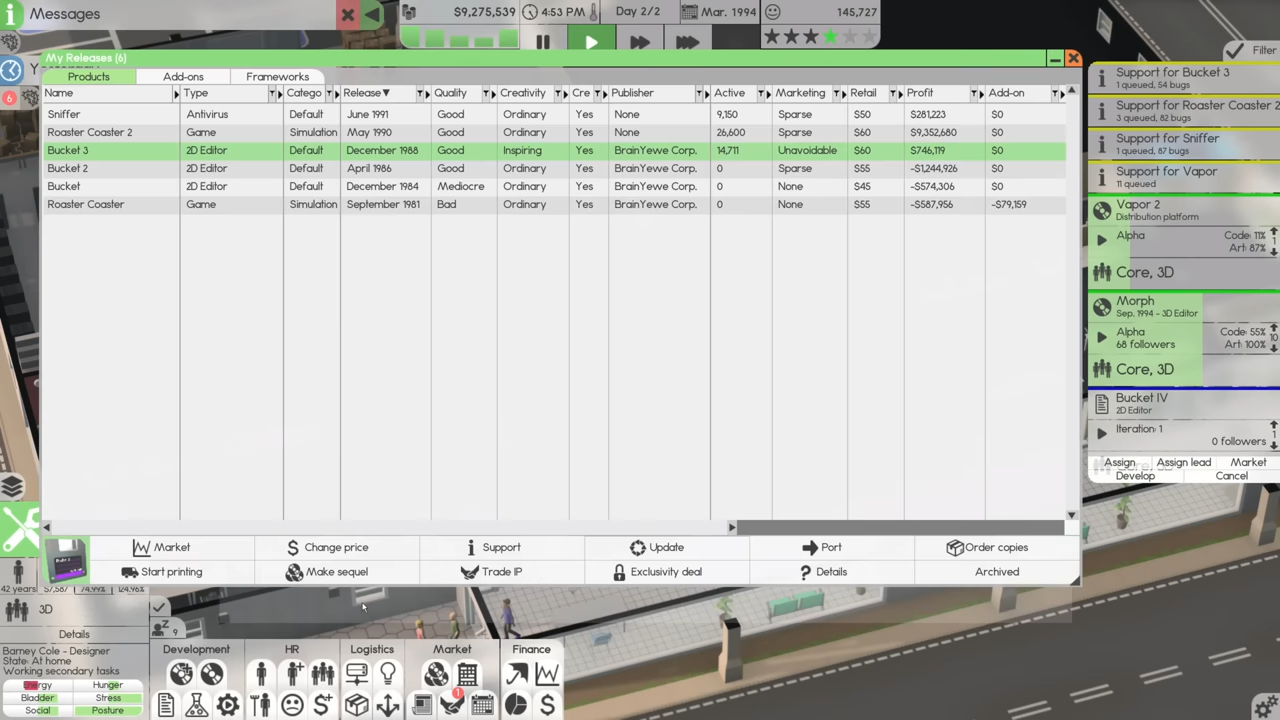 Messages
$9,275,539
4:53 PM
Day 2/2
Mar. 1994
145,727
My Releases (6)
Filter
Products Add-ons Frameworks
Name Type Catego Release▼ Quality Creativity Cre Publisher Active Marketing Retail Profit Add-on
Sniffer Antivirus Default June 1991 Good Ordinary Yes None 9,150 Sparse $50 $281,223 $0
Roaster Coaster 2 Game Simulation May 1990 Good Ordinary Yes None 26,600 Sparse $60 $9,352,680 $0
Bucket 3 2D Editor Default December 1988 Good Inspiring Yes BrainYewe Corp. 14,711 Unavoidable $60 $746,119 $0
Bucket 2 2D Editor Default April 1986 Good Ordinary Yes BrainYewe Corp. 0 Sparse $55 -$1,244,926 $0
Bucket 2D Editor Default December 1984 Mediocre Ordinary Yes BrainYewe Corp. 0 None $45 -$574,306 $0
Roaster Coaster Game Simulation September 1981 Bad Ordinary Yes BrainYewe Corp. 0 None $55 -$587,956 -$79,159
6
Market Change price Support Update Port Order copies
Start printing Make sequel Trade IP Exclusivity deal Details Archived
Support for Bucket 3
1 queued, 54 bugs
Support for Roaster Coaster 2
3 queued, 82 bugs
Support for Sniffer
1 queued, 87 bugs
Support for Vapor
11 queued
Vapor 2
Distribution platform
Alpha
Code: 11%
Art: 87%
1
Core, 3D
Morph
Sep. 1994 - 3D Editor
Alpha
68 followers
Code: 55%
Art: 100%
10
Core, 3D
Bucket IV
2D Editor
Iteration: 1
0 followers
1
Assign Assign lead Market
Develop Cancel
42 years $7,587 74.99% 124.96%
3D
Details
9
Barney Cole - Designer
State: At home
Working secondary tasks
Energy Hunger
Bladder Stress
Social Posture
Development HR Logistics Market Finance
1